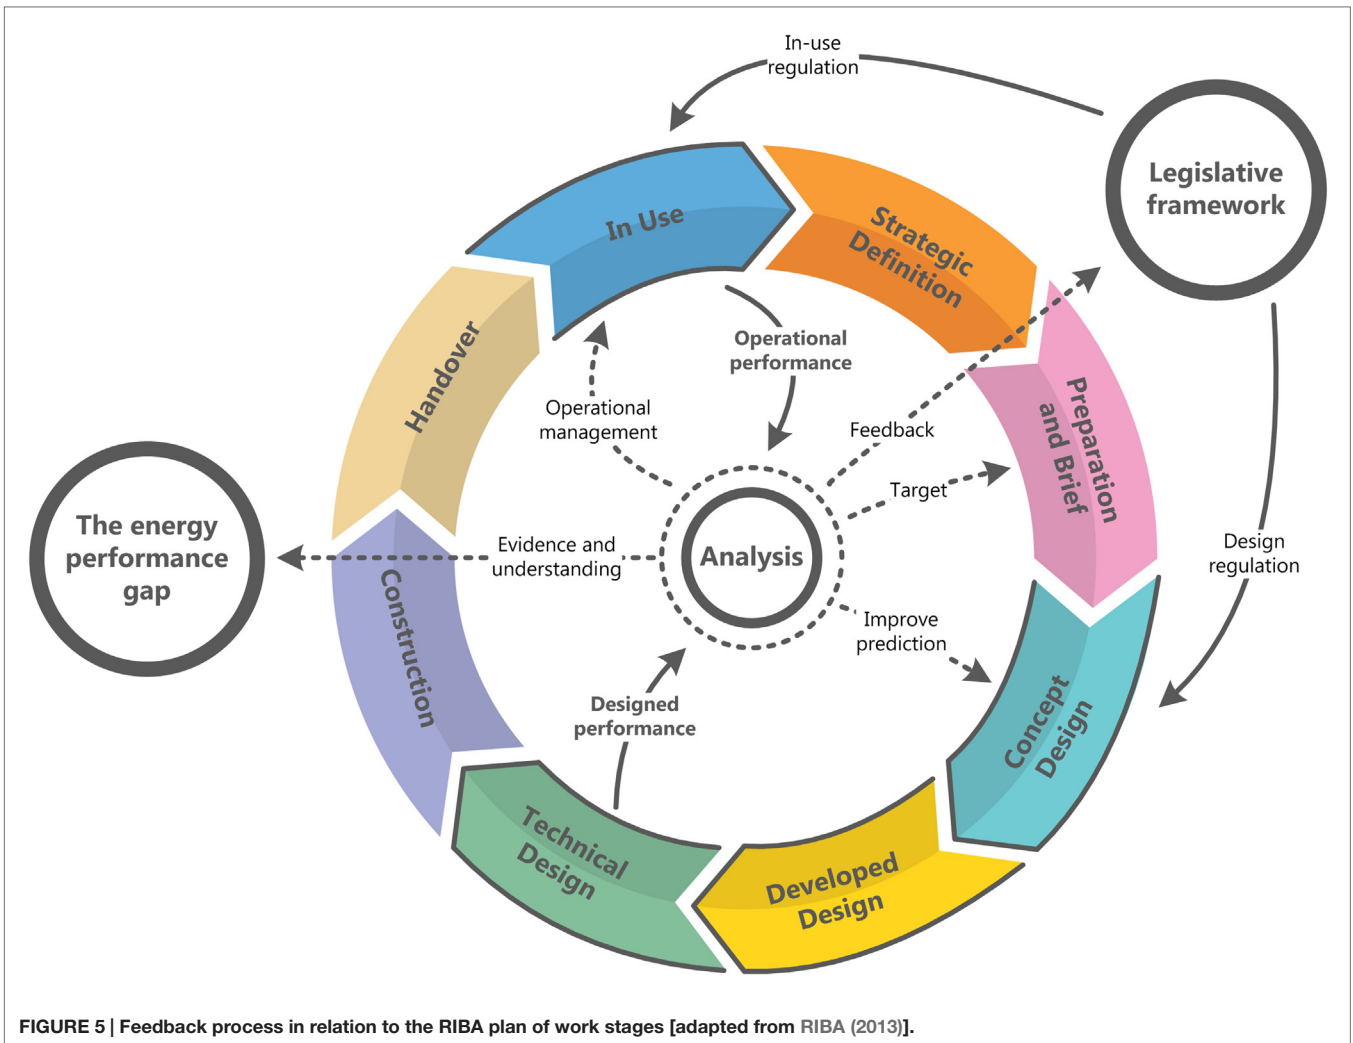 In-use
regulation
Legislative
framework
In Use
Strategic
Definition
Operational
performance
Handover
Operational
management
Feedback
Preparation
and Brief
Target
The energy
performance
gap
Evidence and
understanding
Analysis
Design
regulation
Construction
Improve
prediction
Designed
performance
Concept
Design
Technical
Design
Developed
Design
FIGURE 5 | Feedback process in relation to the RIBA plan of work stages [adapted from RIBA (2013)].